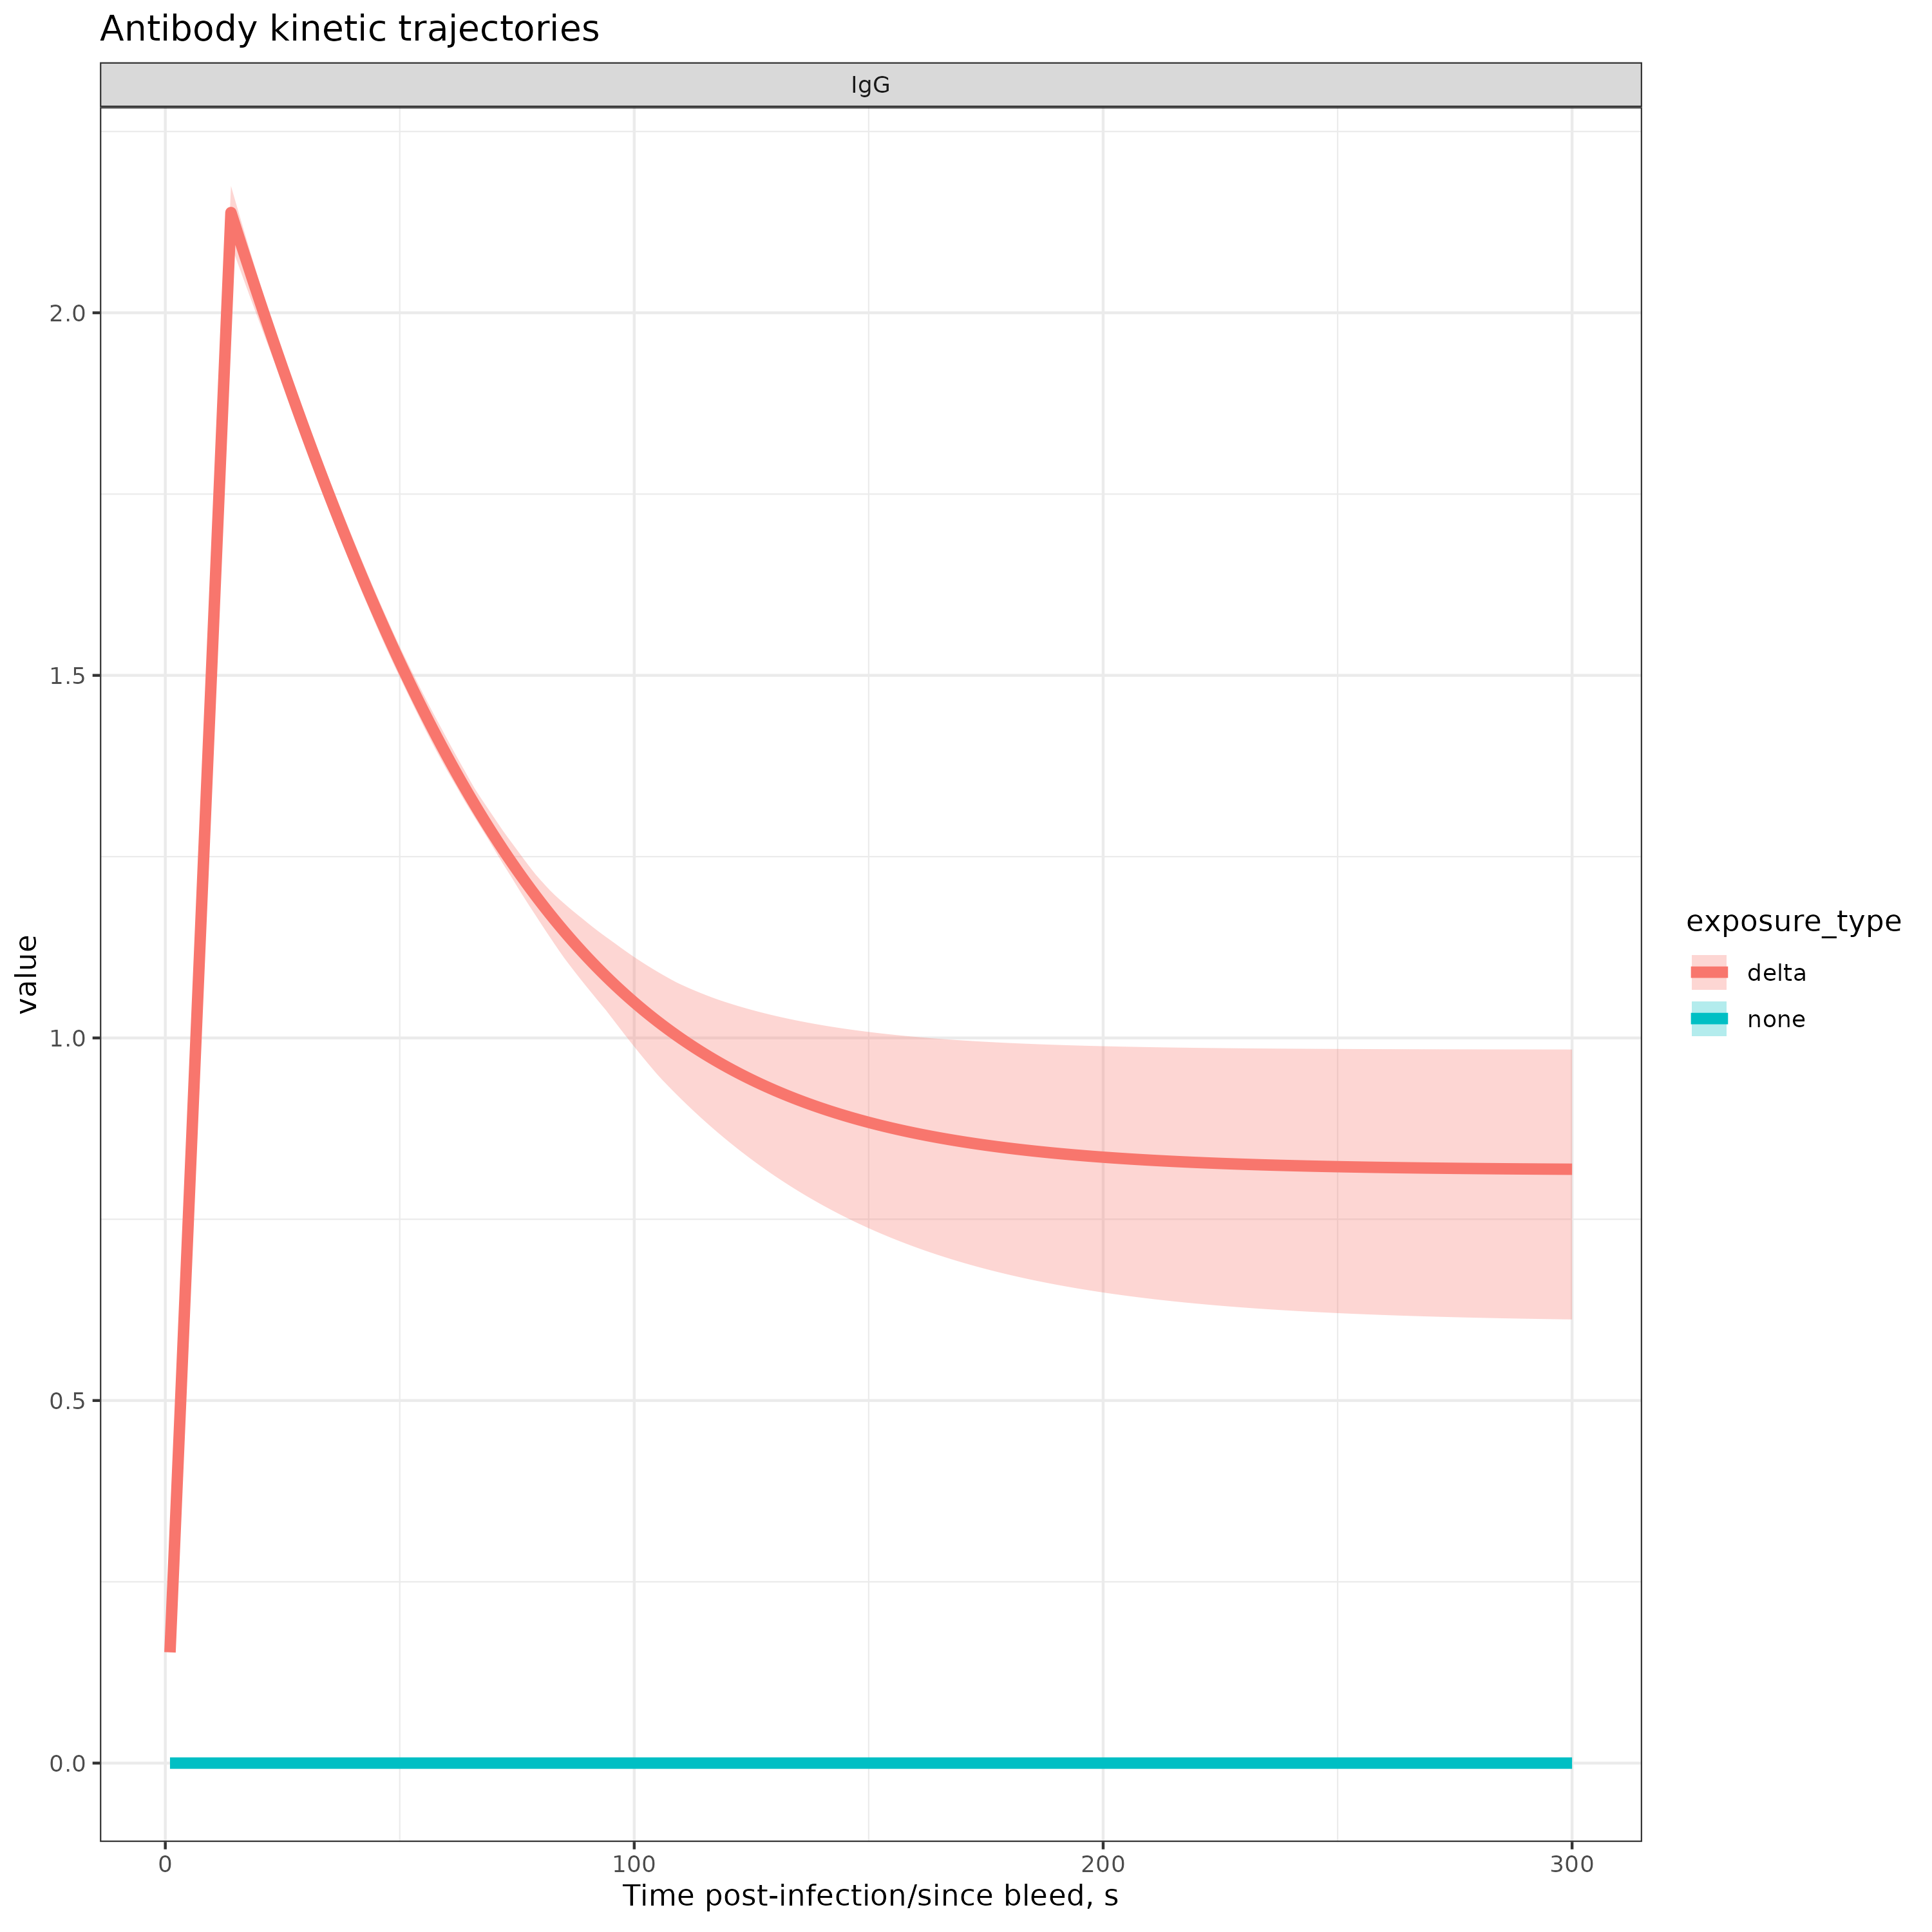 Antibody kinetic trajectories
IgG
2.0
1.5
1.0
0.5
0.0
value
0 100 200 300
Time post-infection/since bleed, s
exposure_type
delta
none